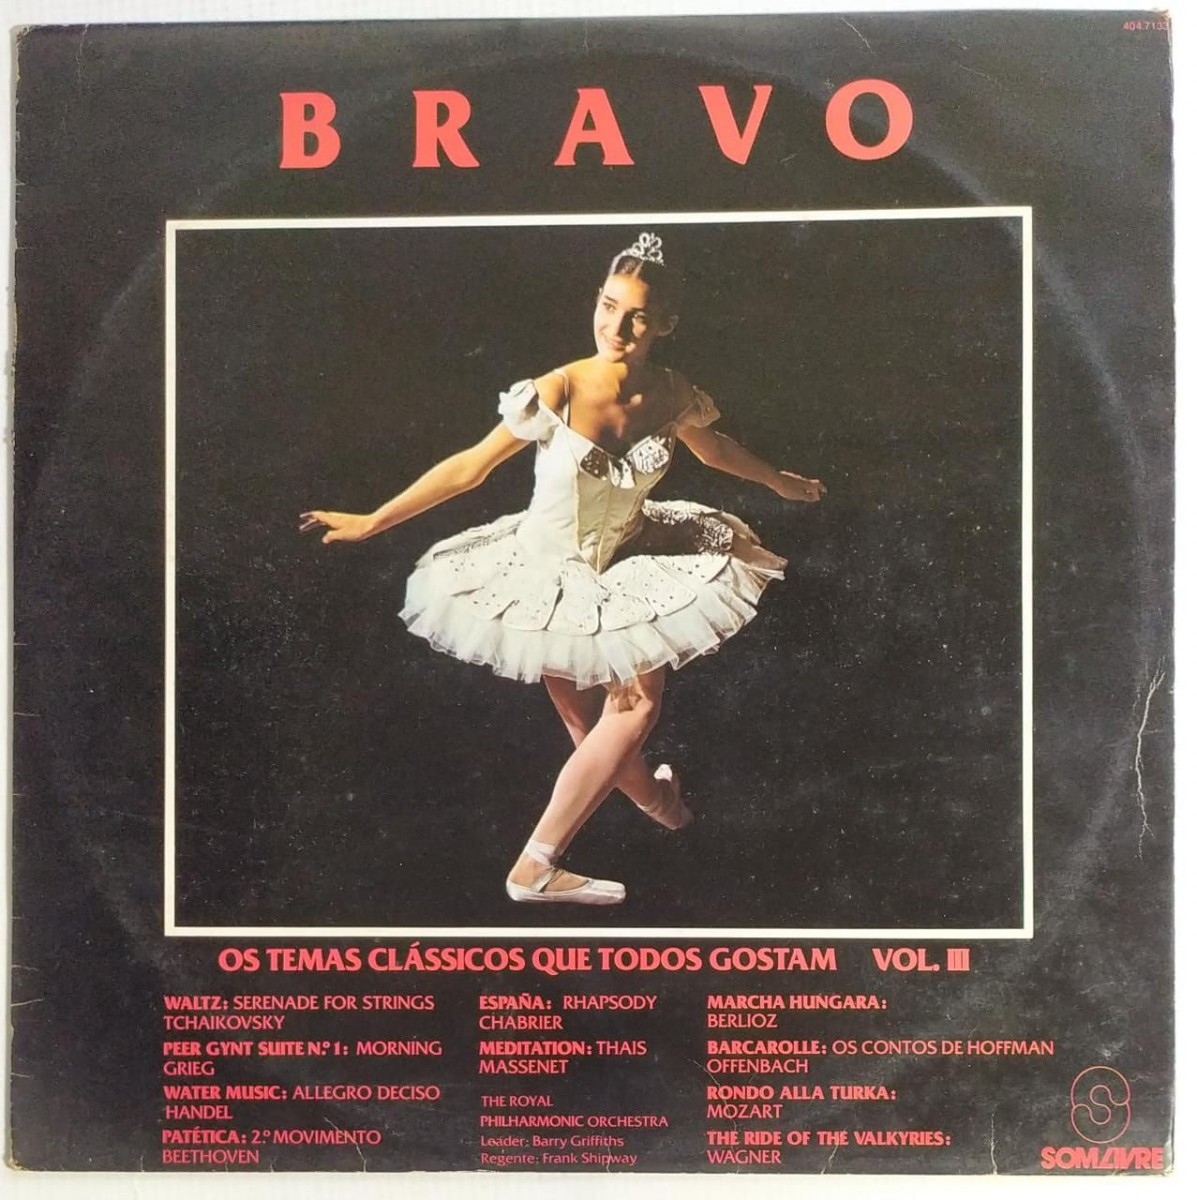 404.7133
BRAVO
OS TEMAS CLÁSSICOS QUE TODOS GOSTAM VOL. III
WALTZ: SERENADE FOR STRINGS
TCHAIKOVSKY
PEER GYNT SUITE N.º 1: MORNING
GRIEG
WATER MUSIC: ALLEGRO DECISO
HANDEL
PATÉTICA: 2.º MOVIMENTO
BEETHOVEN
ESPAÑA: RHAPSODY
CHABRIER
MEDITATION: THAIS
MASSENET
THE ROYAL
PHILHARMONIC ORCHESTRA
Leader: Barry Griffiths
Regente: Frank Shipway
MARCHA HUNGARA:
BERLIOZ
BARCAROLLE: OS CONTOS DE HOFFMAN
OFFENBACH
RONDO ALLA TURKA:
MOZART
THE RIDE OF THE VALKYRIES:
WAGNER
SOM LIVRE